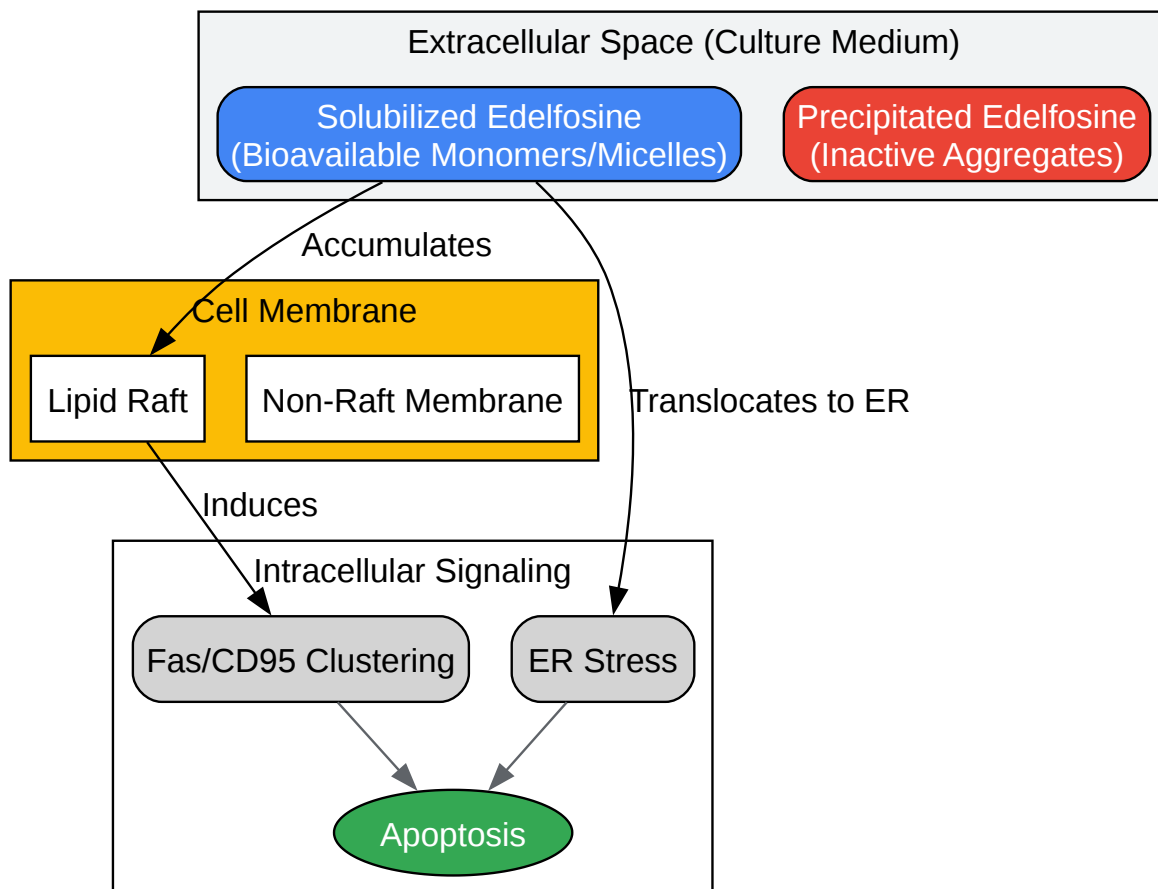 Extracellular Space (Culture Medium)
Solubilized Edelfosine
(Bioavailable Monomers/Micelles)
Precipitated Edelfosine
(Inactive Aggregates)
Accumulates
Cell Membrane
Lipid Raft
Non-Raft Membrane
Translocates to ER
Induces
Intracellular Signaling
Fas/CD95 Clustering
ER Stress
Apoptosis